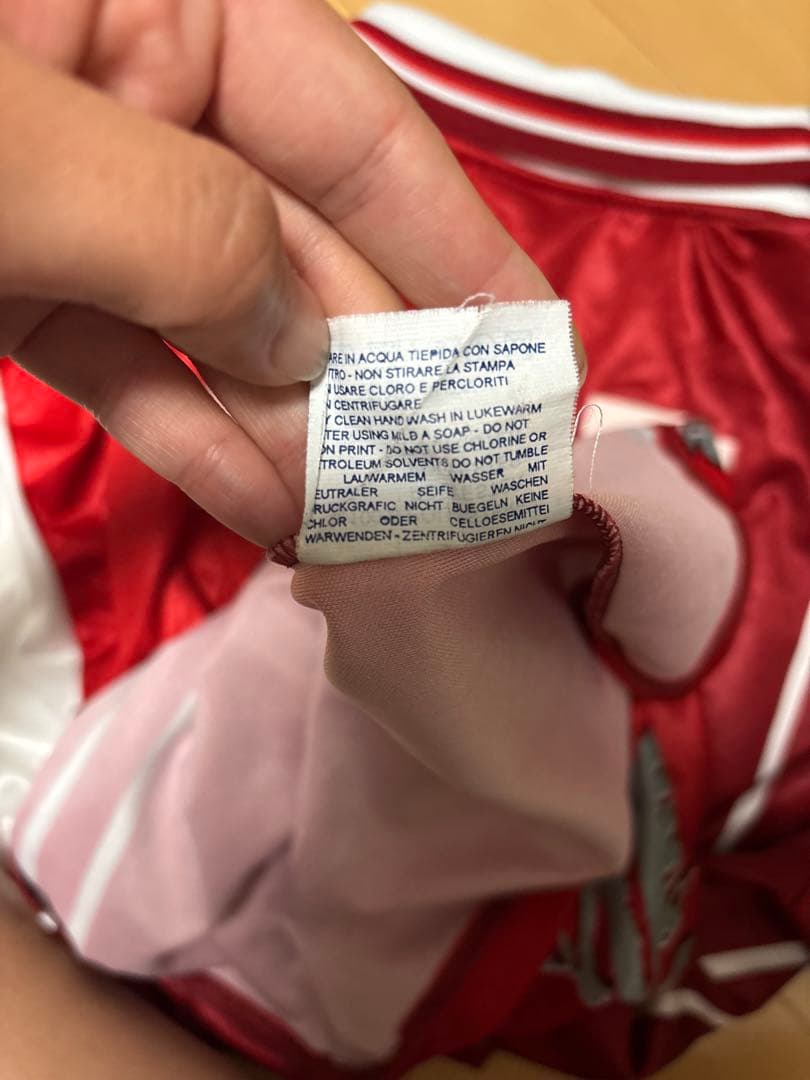 ARE IN ACQUA TIEPIDA CON SAPONE
TRO - NON STIRARE LA STAMPA
USARE CLORO E PERCLORITI
CENTRIFUGARE
Y CLEAN HAND WASH IN LUKEWARM
TER USING MILD A SOAP - DO NOT
ON PRINT - DO NOT USE CHLORINE OR
TROLEUM SOLVENTS DO NOT TUMBLE
LAUWARMEM WASSER MIT
EUTRALER SEIFE WASCHEN
RUCKGRAFIC NICHT BUEGELN KEINE
CHLOR ODER CELLOESEMITTEL
WARWENDEN - ZENTRIFUGIEREN NICHT